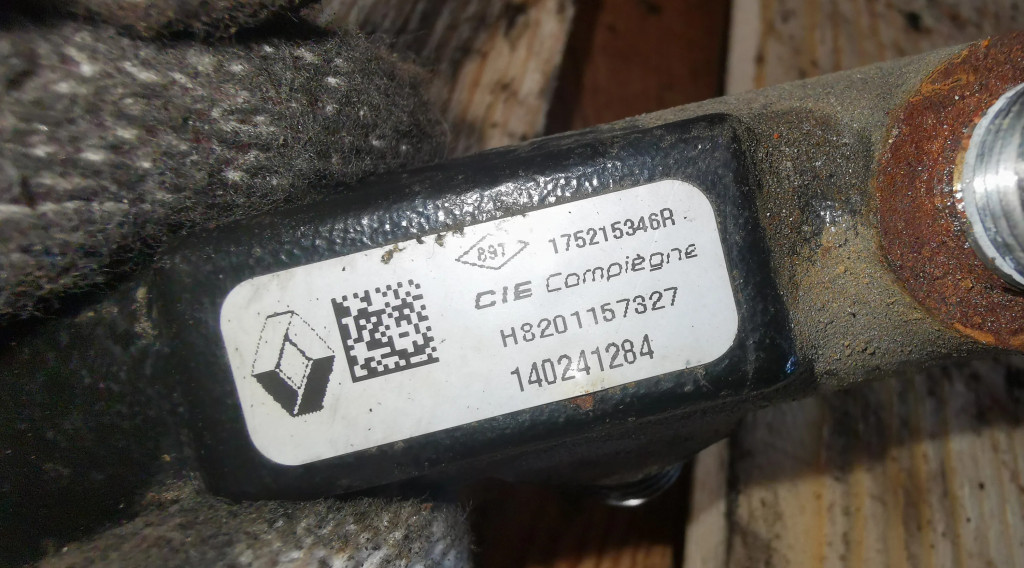 897 175215346R
CIE Compiègne
H8201157327
140241284